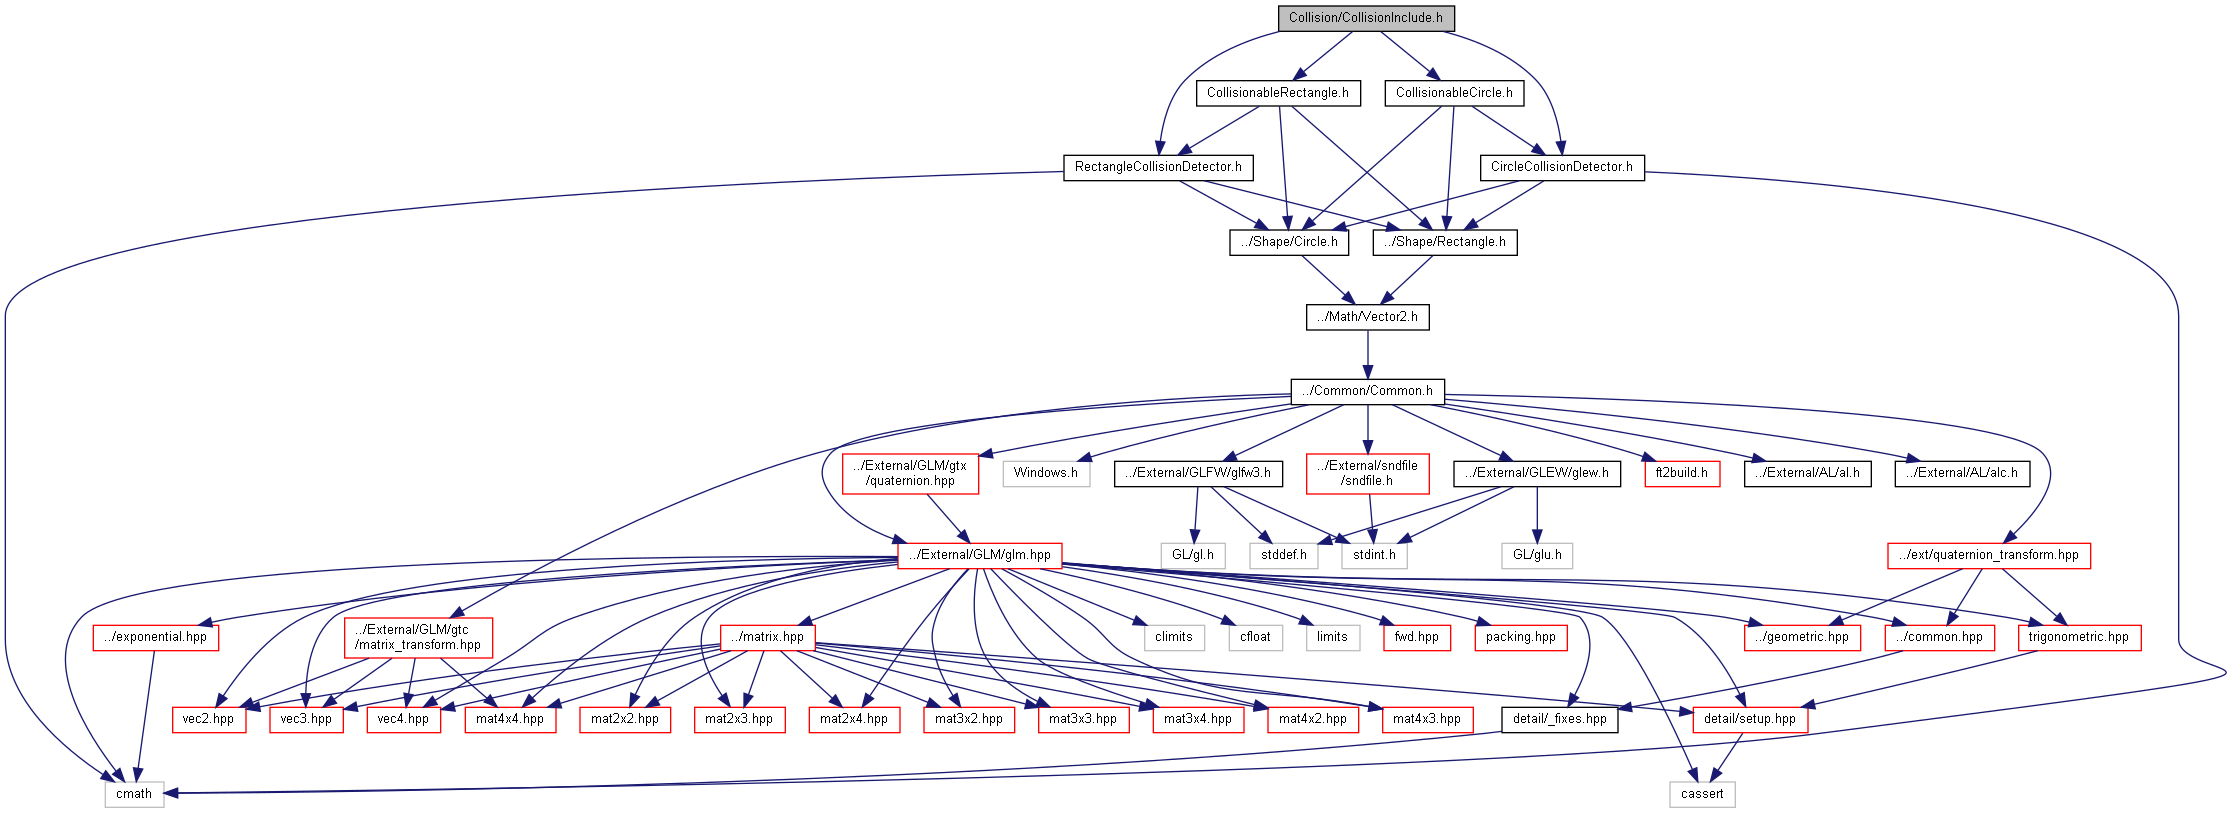 Collision/CollisionInclude.h
CollisionableRectangle.h
CollisionableCircle.h
RectangleCollisionDetector.h
CircleCollisionDetector.h
../Shape/Circle.h
../Shape/Rectangle.h
../Math/Vector2.h
../Common/Common.h
../External/GLM/gtx
/quaternion.hpp
Windows.h
../External/GLFW/glfw3.h
../External/sndfile
/sndfile.h
../External/GLEW/glew.h
ft2build.h
../External/AL/al.h
../External/AL/alc.h
../External/GLM/glm.hpp
GL/gl.h
stddef.h
stdint.h
GL/glu.h
../ext/quaternion_transform.hpp
../exponential.hpp
../External/GLM/gtc
/matrix_transform.hpp
../matrix.hpp
climits
cfloat
limits
fwd.hpp
packing.hpp
../geometric.hpp
../common.hpp
trigonometric.hpp
vec2.hpp
vec3.hpp
vec4.hpp
mat4x4.hpp
mat2x2.hpp
mat2x3.hpp
mat2x4.hpp
mat3x2.hpp
mat3x3.hpp
mat3x4.hpp
mat4x2.hpp
mat4x3.hpp
detail/_fixes.hpp
detail/setup.hpp
cmath
cassert